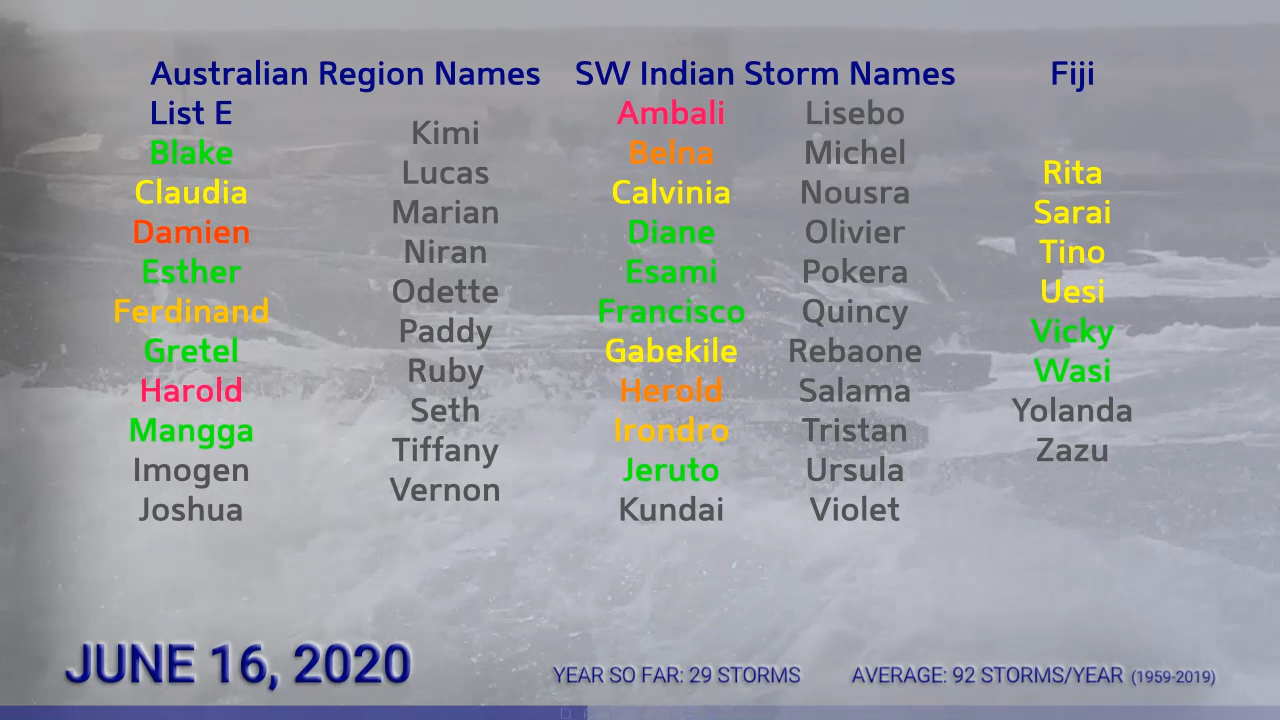 Australian Region Names
List E
Blake
Claudia
Damien
Esther
Ferdinand
Gretel
Harold
Mangga
Imogen
Joshua
Kimi
Lucas
Marian
Niran
Odette
Paddy
Ruby
Seth
Tiffany
Vernon
SW Indian Storm Names
Ambali
Belna
Calvinia
Diane
Esami
Francisco
Gabekile
Herold
Irondro
Jeruto
Kundai
Lisebo
Michel
Nousra
Olivier
Pokera
Quincy
Rebaone
Salama
Tristan
Ursula
Violet
Fiji
Rita
Sarai
Tino
Uesi
Vicky
Wasi
Yolanda
Zazu
JUNE 16, 2020
YEAR SO FAR: 29 STORMS
AVERAGE: 92 STORMS/YEAR (1959-2019)